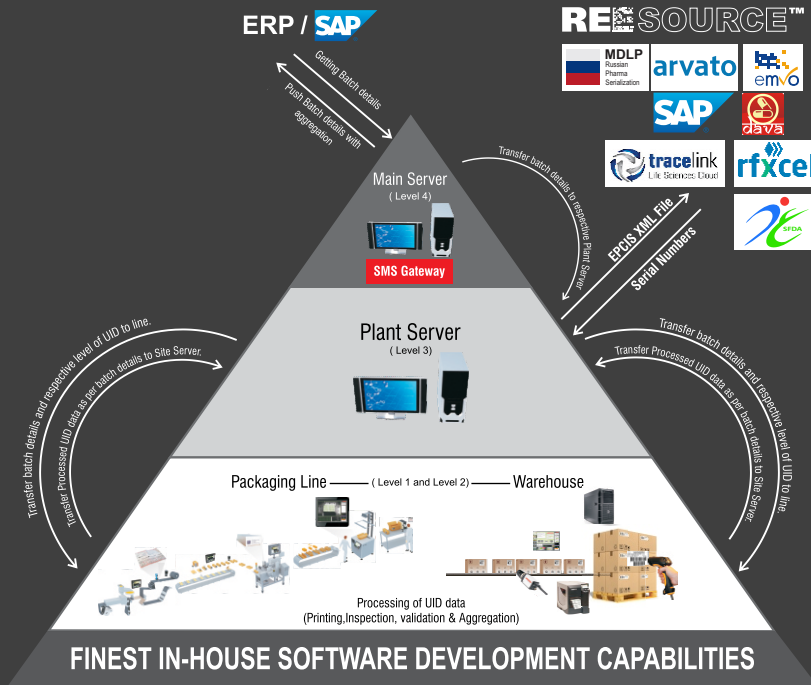 ERP / SAP
RESOURCE™
MDLP
Russian
Pharma
Serialization
arvato
emvo
SAP
dava
tracelink
Life Sciences Cloud
rfxcel
SFDA
Getting Batch details
Push Batch details with
aggregation
Transfer batch details to respective Plant Server
EPCIS XML File
Serial Numbers
Main Server
( Level 4)
SMS Gateway
Plant Server
( Level 3)
Transfer batch details and respective level of UID to line.
Transfer Processed UID data as per batch details to Site Server.
Transfer batch details and respective level of UID to line.
Transfer Processed UID data as per batch details to Site Server.
Packaging Line ( Level 1 and Level 2) Warehouse
Processing of UID data
(Printing,Inspection, validation & Aggregation)
FINEST IN-HOUSE SOFTWARE DEVELOPMENT CAPABILITIES